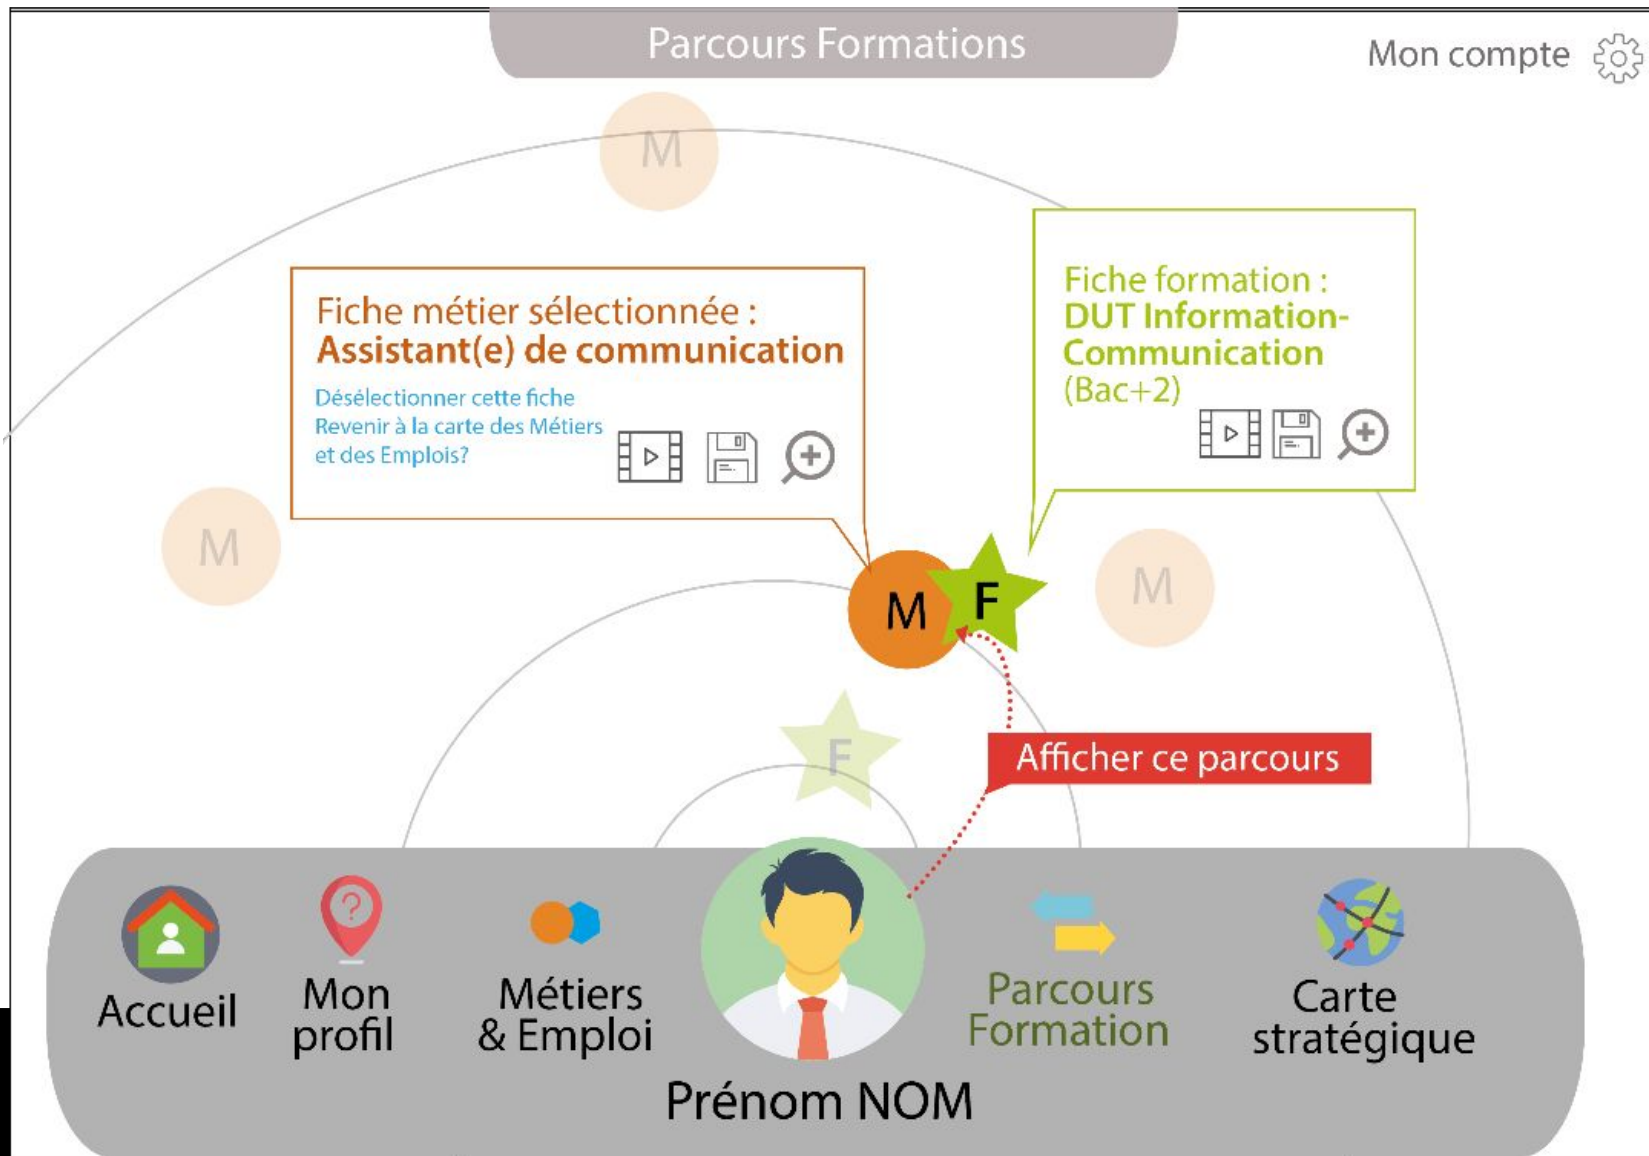 Parcours Formations
Mon compte
M
Fiche métier sélectionnée :
Assistant(e) de communication
Désélectionner cette fiche
Revenir à la carte des Métiers
et des Emplois?
Fiche formation :
DUT Information-
Communication
(Bac+2)
M
M
F
M
F
Afficher ce parcours
?
Accueil
Mon
profil
Métiers
& Emploi
Parcours
Formation
Carte
stratégique
Prénom NOM